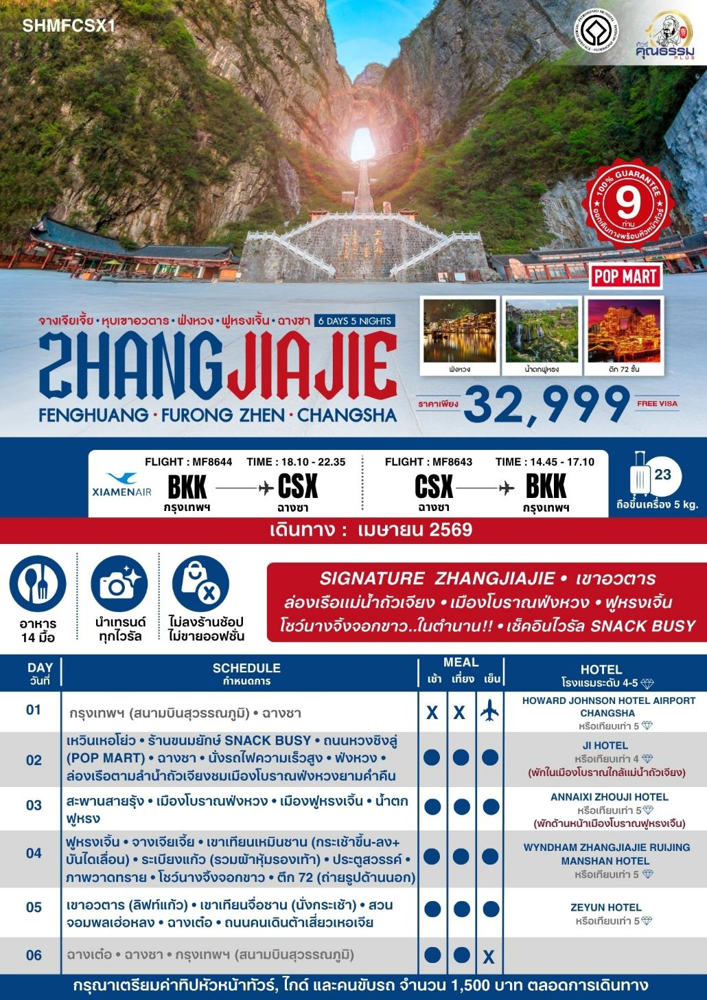 SHMFCSX1
WORLD HERITAGE • PATRIMOINE MONDIAL • PATRIMONIO MUNDIAL
ทัวร์
คุณธรรม
PLUS
100% GUARANTEE
9
ท่าน
ออกเดินทางพร้อมหัวหน้าทัวร์
POP MART
จางเจียเจี้ย • หุบเขาอวตาร • ฟ่งหวง • ฟูหรงเจิ้น • ฉางซา 6 DAYS 5 NIGHTS
ZHANGJIAJIE
FENGHUANG • FURONG ZHEN • CHANGSHA
ฟ่งหวง น้ำตกฟูหรง ตึก 72 ชั้น
ราคาเพียง 32,999 FREE VISA
FLIGHT : MF8644 TIME : 18.10 - 22.35 FLIGHT : MF8643 TIME : 14.45 - 17.10
XIAMENAIR BKK CSX CSX BKK
กรุงเทพฯ ฉางซา ฉางซา กรุงเทพฯ
23
ถือขึ้นเครื่อง 5 kg.
เดินทาง : เมษายน 2569
อาหาร
14 มื้อ
นำเทรนด์
ทุกไวรัล
ไม่ลงร้านช้อป
ไม่ขายออฟชั่น
SIGNATURE ZHANGJIAJIE • เขาอวตาร
ล่องเรือแม่น้ำถัวเจียง • เมืองโบราณฟ่งหวง • ฟูหรงเจิ้น
โชว์นางจิ้งจอกขาว..ในตำนาน!! • เช็คอินไวรัล SNACK BUSY
DAY SCHEDULE MEAL HOTEL
วันที่ กำหนดการ เช้า เที่ยง เย็น โรงแรมระดับ 4-5
01 กรุงเทพฯ (สนามบินสุวรรณภูมิ) • ฉางซา X X
HOWARD JOHNSON HOTEL AIRPORT
CHANGSHA
หรือเทียบเท่า 5
02
เหวินเหอโย่ว • ร้านขนมยักษ์ SNACK BUSY • ถนนหวงซิงลู่
(POP MART) • ฉางซา • นั่งรถไฟความเร็วสูง • ฟ่งหวง •
ล่องเรือตามลำน้ำถัวเจียงชมเมืองโบราณฟ่งหวงยามค่ำคืน
JI HOTEL
หรือเทียบเท่า 4
(พักในเมืองโบราณใกล้แม่น้ำถัวเจียง)
03
สะพานสายรุ้ง • เมืองโบราณฟ่งหวง • เมืองฟูหรงเจิ้น • น้ำตก
ฟูหรง
ANNAIXI ZHOUJI HOTEL
หรือเทียบเท่า 5
(พักด้านหน้าเมืองโบราณฟูหรงเจิ้น)
04
ฟูหรงเจิ้น • จางเจียเจี้ย • เขาเทียนเหมินซาน (กระเช้าขึ้น-ลง+
บันไดเลื่อน) • ระเบียงแก้ว (รวมผ้าหุ้มรองเท้า) • ประตูสวรรค์ •
ภาพวาดทราย • โชว์นางจิ้งจอกขาว • ตึก 72 (ถ่ายรูปด้านนอก)
WYNDHAM ZHANGJIAJIE RUIJING
MANSHAN HOTEL
หรือเทียบเท่า 5
05
เขาอวตาร (ลิฟท์แก้ว) • เขาเทียนจื่อซาน (นั่งกระเช้า) • สวน
จอมพลเฮ่อหลง • ฉางเต๋อ • ถนนคนเดินต้าเสี่ยวเหอเจีย
ZEYUN HOTEL
หรือเทียบเท่า 5
06 ฉางเต๋อ • ฉางซา • กรุงเทพฯ (สนามบินสุวรรณภูมิ) X
กรุณาเตรียมค่าทิปหัวหน้าทัวร์, ไกด์ และคนขับรถ จำนวน 1,500 บาท ตลอดการเดินทาง